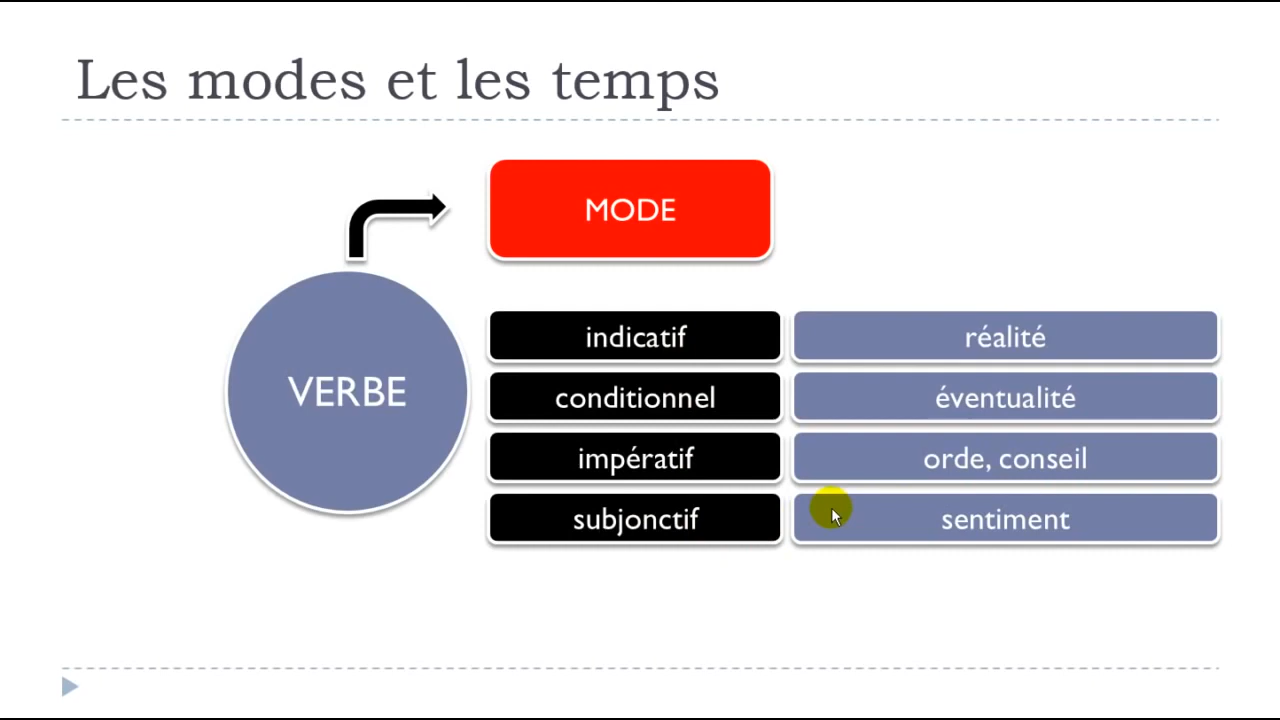 Les modes et les temps
MODE
VERBE
indicatif
réalité
conditionnel
éventualité
impératif
orde, conseil
subjonctif
sentiment